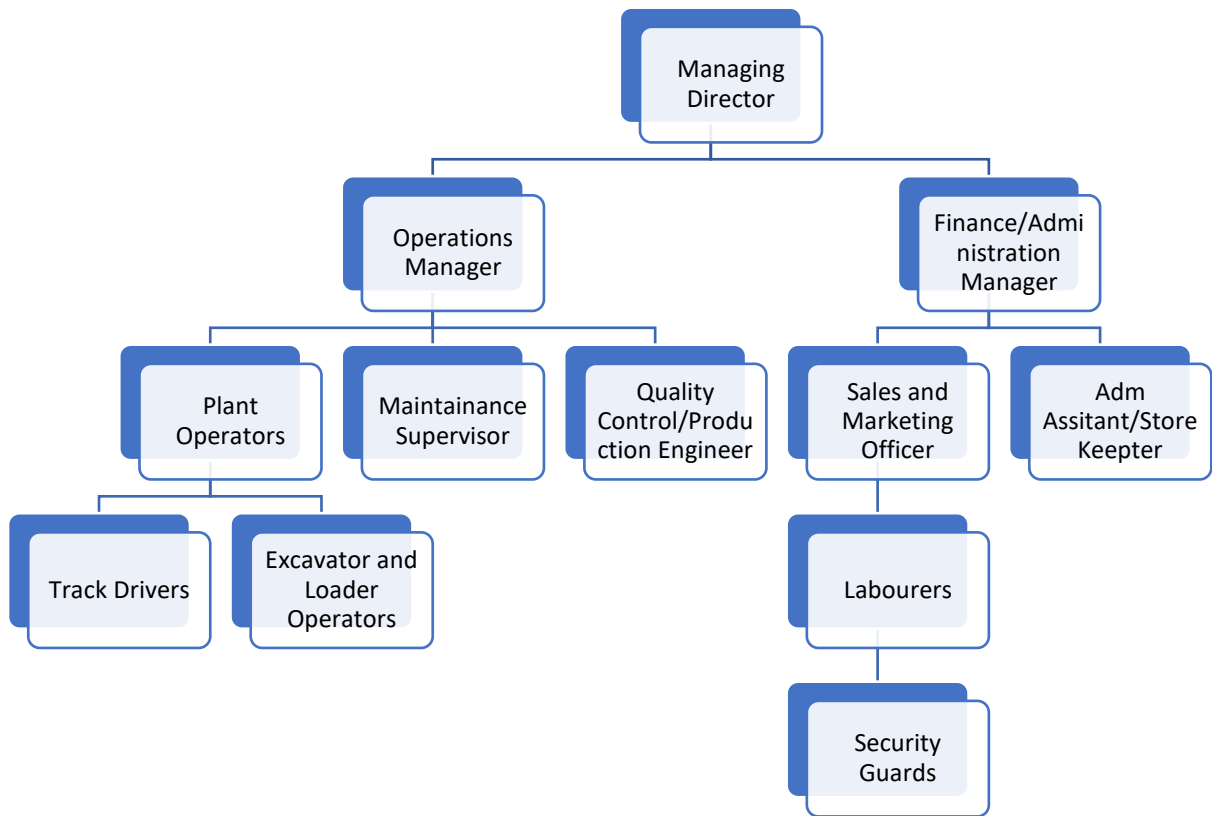 Managing
Director
Operations
Manager
Finance/Admi
nistration
Manager
Plant
Operators
Maintainance
Supervisor
Quality
Control/Produ
ction Engineer
Sales and
Marketing
Officer
Adm
Assitant/Store
Keepter
Track Drivers
Excavator and
Loader
Operators
Labourers
Security
Guards